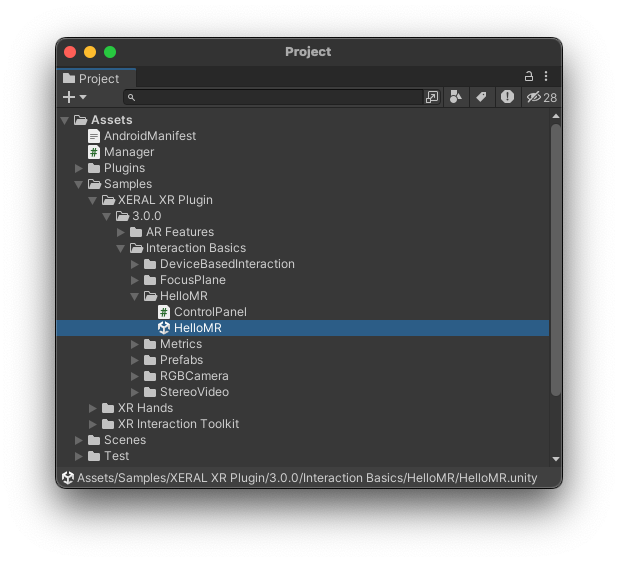 Project
Project
28
Assets
AndroidManifest
# Manager
Plugins
Samples
XERAL XR Plugin
3.0.0
AR Features
Interaction Basics
DeviceBasedInteraction
FocusPlane
HelloMR
# ControlPanel
HelloMR
Metrics
Prefabs
RGBCamera
StereoVideo
XR Hands
XR Interaction Toolkit
Scenes
Test
Assets/Samples/XERAL XR Plugin/3.0.0/Interaction Basics/HelloMR/HelloMR.unity